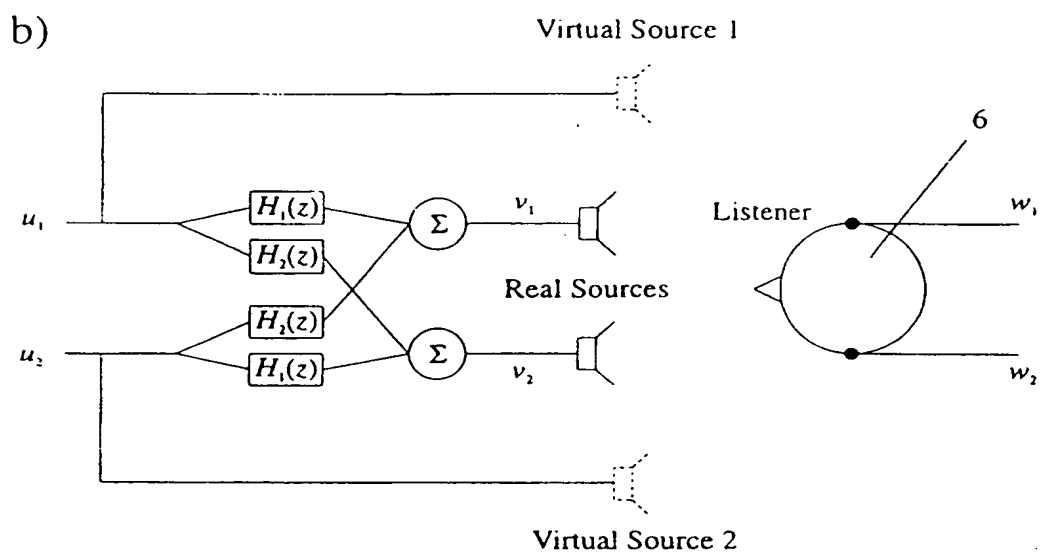 b)
Virtual Source 1
6
u₁
H₁(z)
Σ
v₁
Listener
w₁
H₂(z)
Real Sources
H₂(z)
u₂
H₁(z)
Σ
v₂
w₂
Virtual Source 2